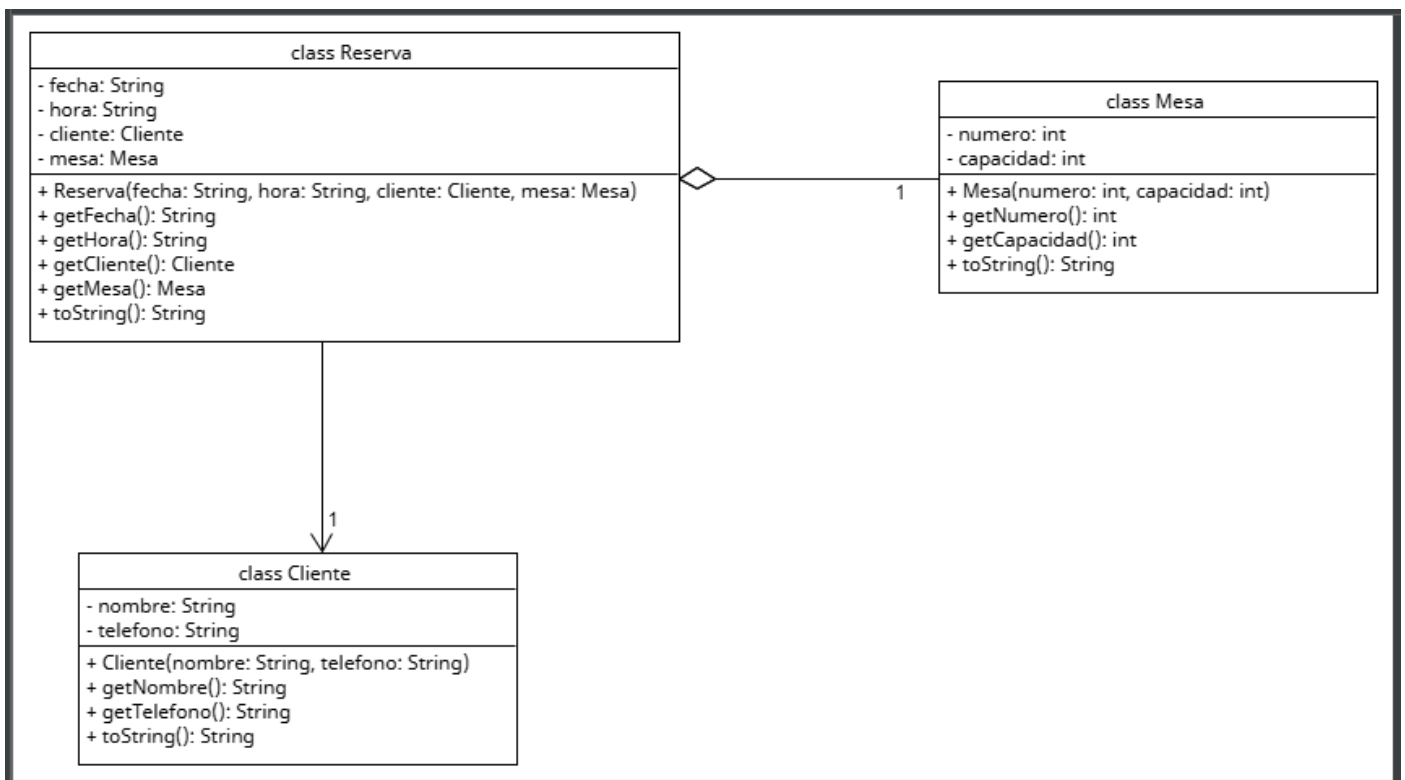 class Reserva
- fecha: String
- hora: String
- cliente: Cliente
- mesa: Mesa
+ Reserva(fecha: String, hora: String, cliente: Cliente, mesa: Mesa)
+ getFecha(): String
+ getHora(): String
+ getCliente(): Cliente
+ getMesa(): Mesa
+ toString(): String
1
class Mesa
- numero: int
- capacidad: int
+ Mesa(numero: int, capacidad: int)
+ getNumero(): int
+ getCapacidad(): int
+ toString(): String
1
class Cliente
- nombre: String
- telefono: String
+ Cliente(nombre: String, telefono: String)
+ getNombre(): String
+ getTelefono(): String
+ toString(): String